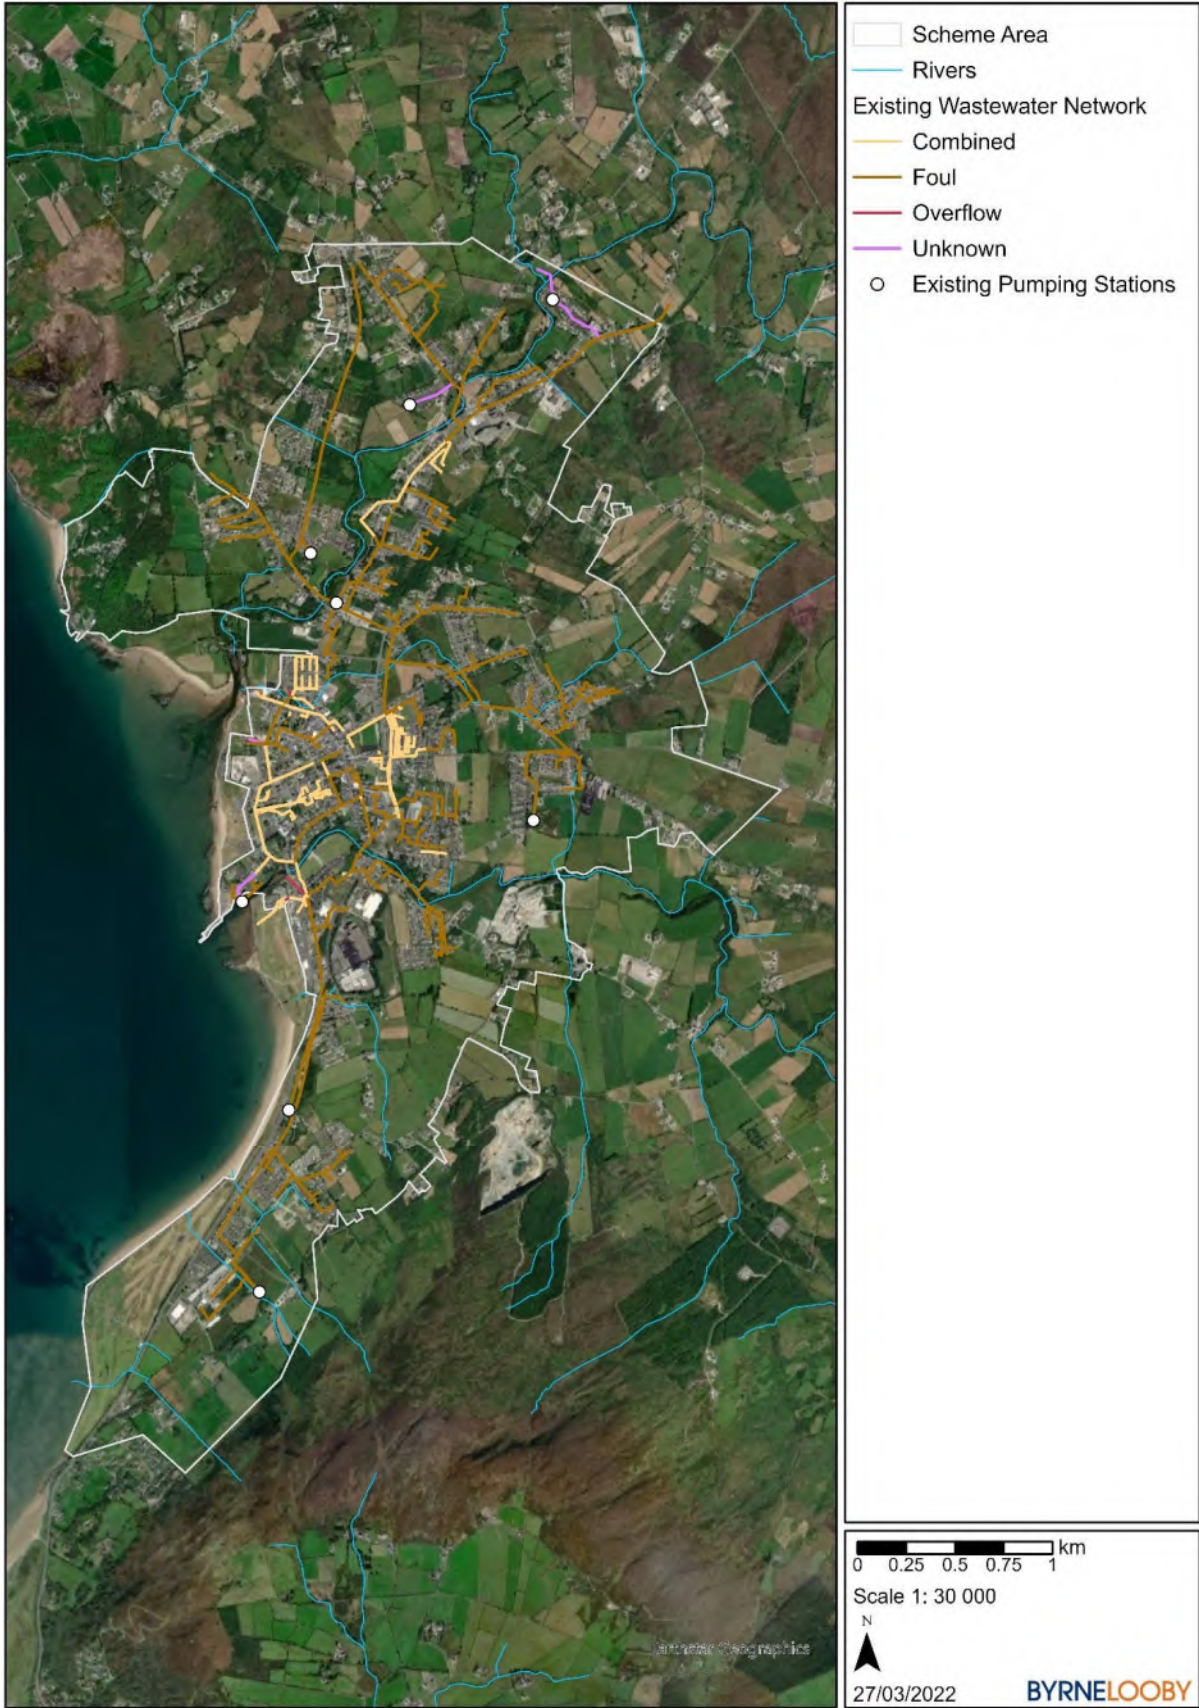 Scheme Area
Rivers
Existing Wastewater Network
Combined
Foul
Overflow
Unknown
Existing Pumping Stations
km
0 0.25 0.5 0.75 1
Scale 1: 30 000
N
27/03/2022
BYRNELOOBY
Geographics